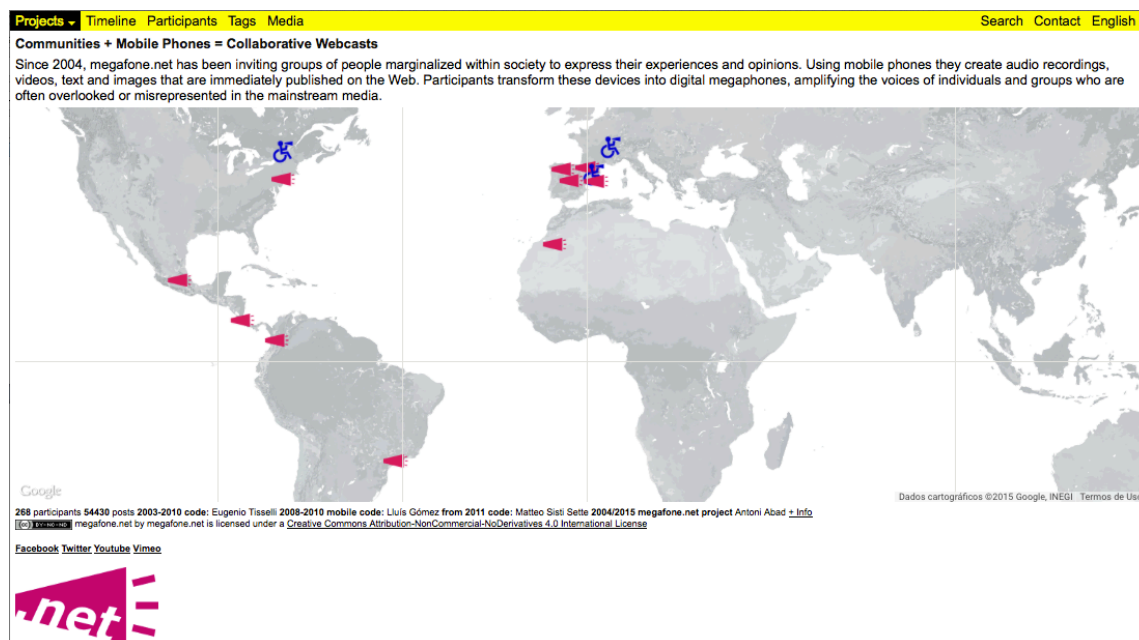 Projects Timeline Participants Tags Media Search Contact English
Communities + Mobile Phones = Collaborative Webcasts
Since 2004, megafone.net has been inviting groups of people marginalized within society to express their experiences and opinions. Using mobile phones they create audio recordings,
videos, text and images that are immediately published on the Web. Participants transform these devices into digital megaphones, amplifying the voices of individuals and groups who are
often overlooked or misrepresented in the mainstream media.
Google
Dados cartográficos ©2015 Google, INEGI Termos de Uso
268 participants 54430 posts 2003-2010 code: Eugenio Tisselli 2008-2010 mobile code: Lluís Gómez from 2011 code: Matteo Sisti Sette 2004/2015 megafone.net project Antoni Abad + Info
(cc) BY-NC-ND megafone.net by megafone.net is licensed under a Creative Commons Attribution-NonCommercial-NoDerivatives 4.0 International License
Facebook Twitter Youtube Vimeo
.net